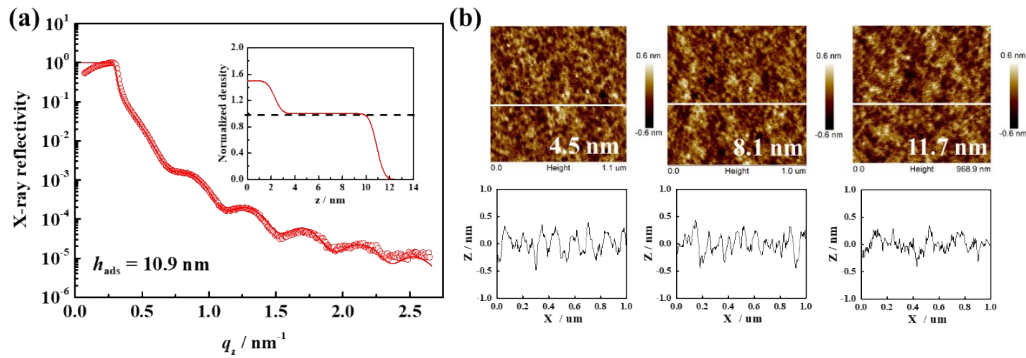 (a)
X-ray reflectivity
10¹
10⁰
10⁻¹
10⁻²
10⁻³
10⁻⁴
10⁻⁵
10⁻⁶
0.0 0.5 1.0 1.5 2.0 2.5
q_z / nm⁻¹
h_ads = 10.9 nm
Normalized density
2.0
1.6
1.2
0.8
0.4
0.0
0 2 4 6 8 10 12 14
z / nm
(b)
0.6 nm
-0.6 nm
4.5 nm
0.0 Height 1.1 um
0.6 nm
-0.6 nm
8.1 nm
0.0 Height 1.0 um
0.6 nm
-0.6 nm
11.7 nm
0.0 Height 968.9 nm
Z / nm
1.0
0.5
0.0
-0.5
-1.0
0.0 0.2 0.4 0.6 0.8 1.0
X / um
Z / nm
1.0
0.5
0.0
-0.5
-1.0
0.0 0.2 0.4 0.6 0.8 1.0
X / um
Z / nm
1.0
0.5
0.0
-0.5
-1.0
0.0 0.2 0.4 0.6 0.8 1.0
X / um